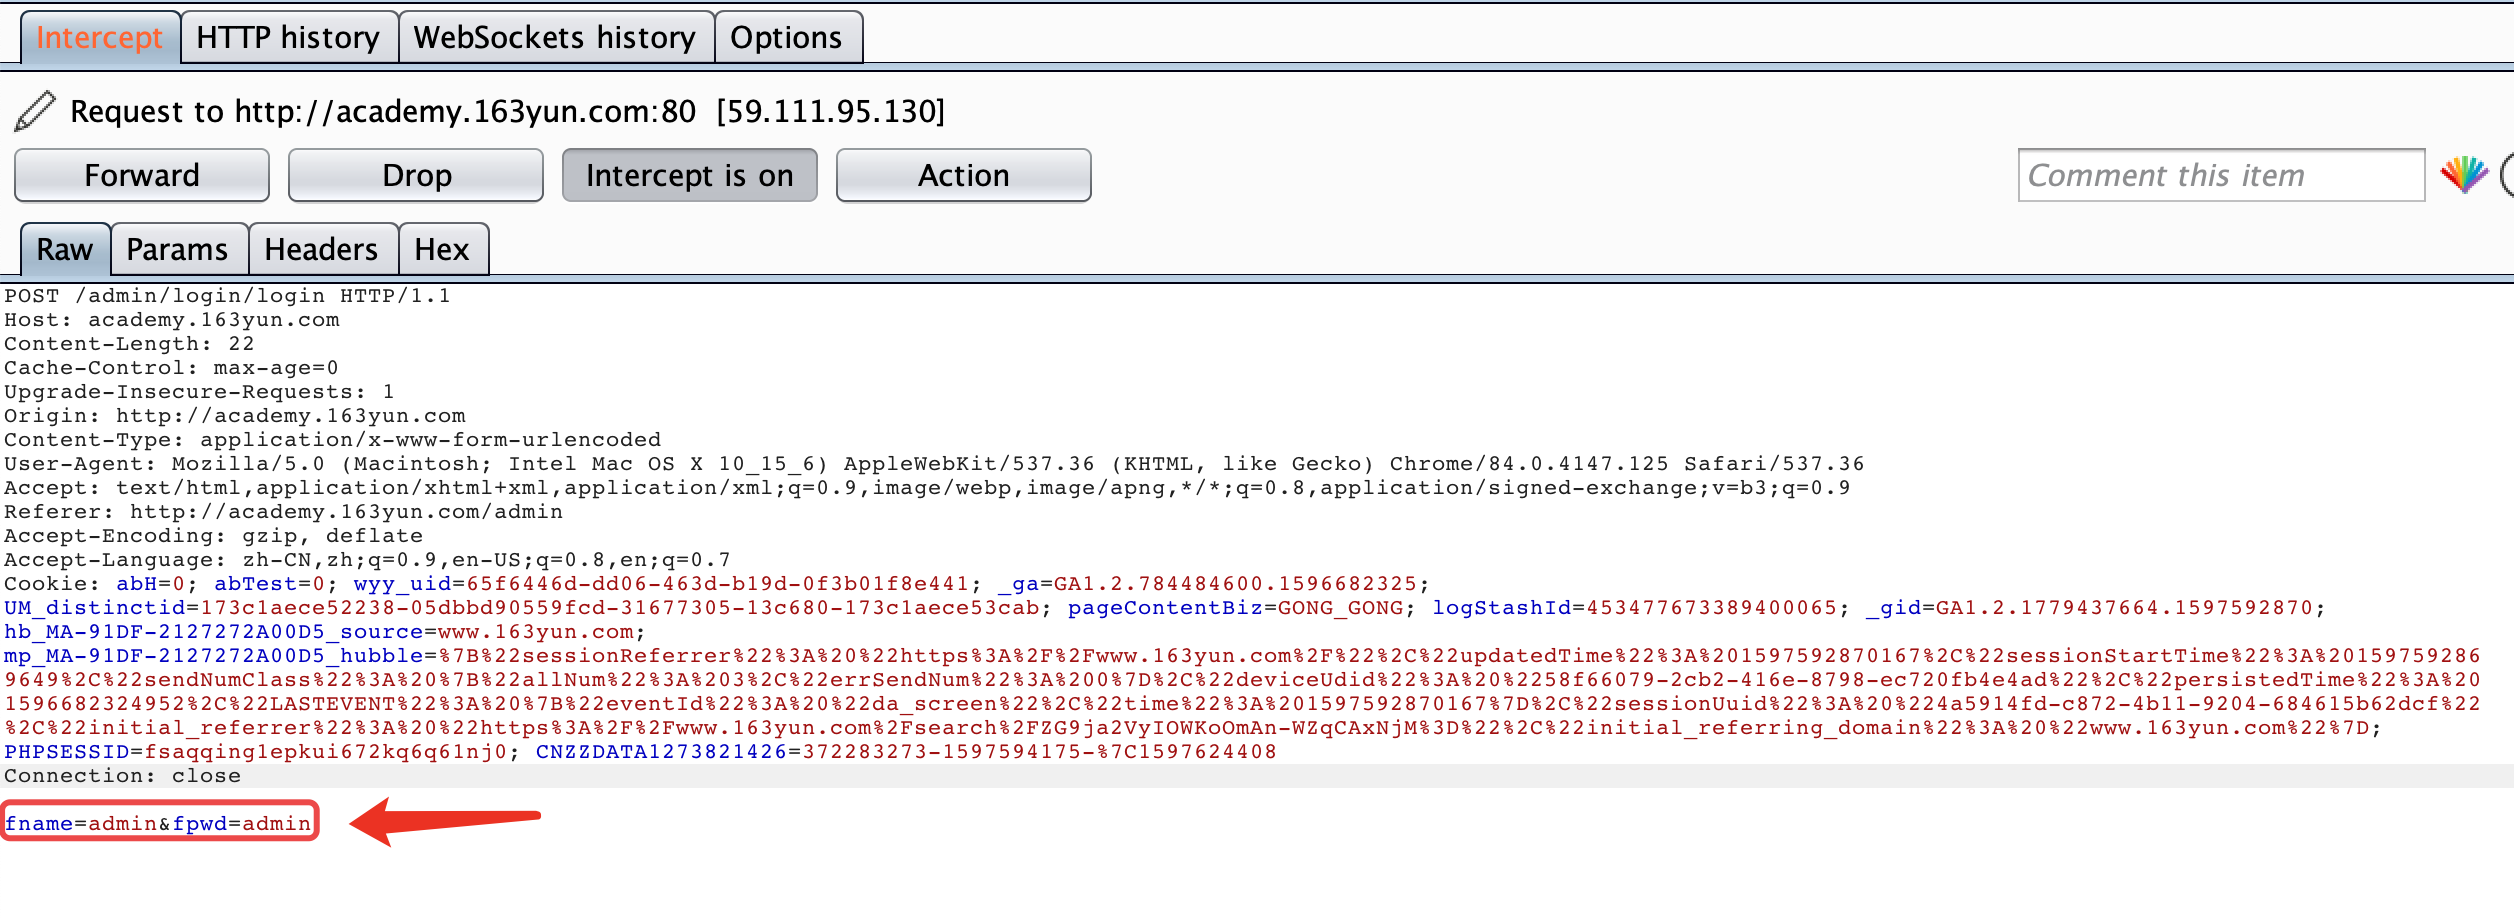 Intercept HTTP history WebSockets history Options
Request to http://academy.163yun.com:80 [59.111.95.130]
Forward Drop Intercept is on Action Comment this item
Raw Params Headers Hex
POST /admin/login/login HTTP/1.1
Host: academy.163yun.com
Content-Length: 22
Cache-Control: max-age=0
Upgrade-Insecure-Requests: 1
Origin: http://academy.163yun.com
Content-Type: application/x-www-form-urlencoded
User-Agent: Mozilla/5.0 (Macintosh; Intel Mac OS X 10_15_6) AppleWebKit/537.36 (KHTML, like Gecko) Chrome/84.0.4147.125 Safari/537.36
Accept: text/html,application/xhtml+xml,application/xml;q=0.9,image/webp,image/apng,*/*;q=0.8,application/signed-exchange;v=b3;q=0.9
Referer: http://academy.163yun.com/admin
Accept-Encoding: gzip, deflate
Accept-Language: zh-CN,zh;q=0.9,en-US;q=0.8,en;q=0.7
Cookie: abH=0; abTest=0; wyy_uid=65f6446d-dd06-463d-b19d-0f3b01f8e441; _ga=GA1.2.784484600.1596682325;
UM_distinctid=173c1aece52238-05dbbd90559fcd-31677305-13c680-173c1aece53cab; pageContentBiz=GONG_GONG; logStashId=453477673389400065; _gid=GA1.2.1779437664.1597592870;
hb_MA-91DF-2127272A00D5_source=www.163yun.com;
mp_MA-91DF-2127272A00D5_hubble=%7B%22sessionReferrer%22%3A%20%22https%3A%2F%2Fwww.163yun.com%2F%22%2C%22updatedTime%22%3A%201597592870167%2C%22sessionStartTime%22%3A%20159759286
9649%2C%22sendNumClass%22%3A%20%7B%22allNum%22%3A%203%2C%22errSendNum%22%3A%200%7D%2C%22deviceUdid%22%3A%20%2258f66079-2cb2-416e-8798-ec720fb4e4ad%22%2C%22persistedTime%22%3A%20
1596682324952%2C%22LASTEVENT%22%3A%20%7B%22eventId%22%3A%20%22da_screen%22%2C%22time%22%3A%201597592870167%7D%2C%22sessionUuid%22%3A%20%224a5914fd-c872-4b11-9204-684615b62dcf%22
%2C%22initial_referrer%22%3A%20%22https%3A%2F%2Fwww.163yun.com%2Fsearch%2FZG9ja2VyIOWKoOmAn-WZqCAxNjM%3D%22%2C%22initial_referring_domain%22%3A%20%22www.163yun.com%22%7D;
PHPSESSID=fsaqqing1epkui672kq6q61nj0; CNZZDATA1273821426=372283273-1597594175-%7C1597624408
Connection: close
fname=admin&fpwd=admin